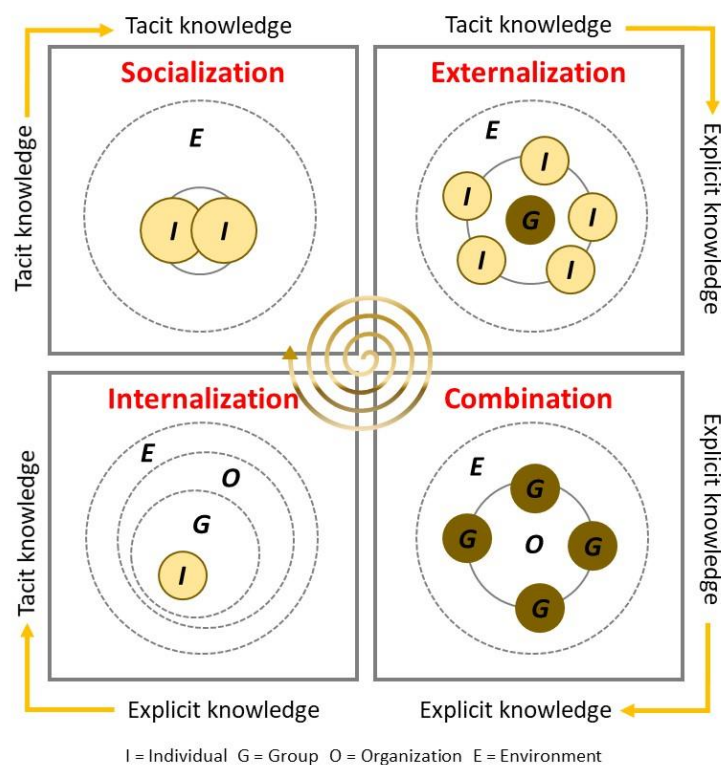 Tacit knowledge
Tacit knowledge
Tacit knowledge
Socialization
E
I
I
Externalization
E
I
I
G
I
I
I
Explicit knowledge
Tacit knowledge
Internalization
E
O
G
I
Combination
E
G
G
O
G
G
Explicit knowledge
Explicit knowledge
Explicit knowledge
I = Individual G = Group O = Organization E = Environment